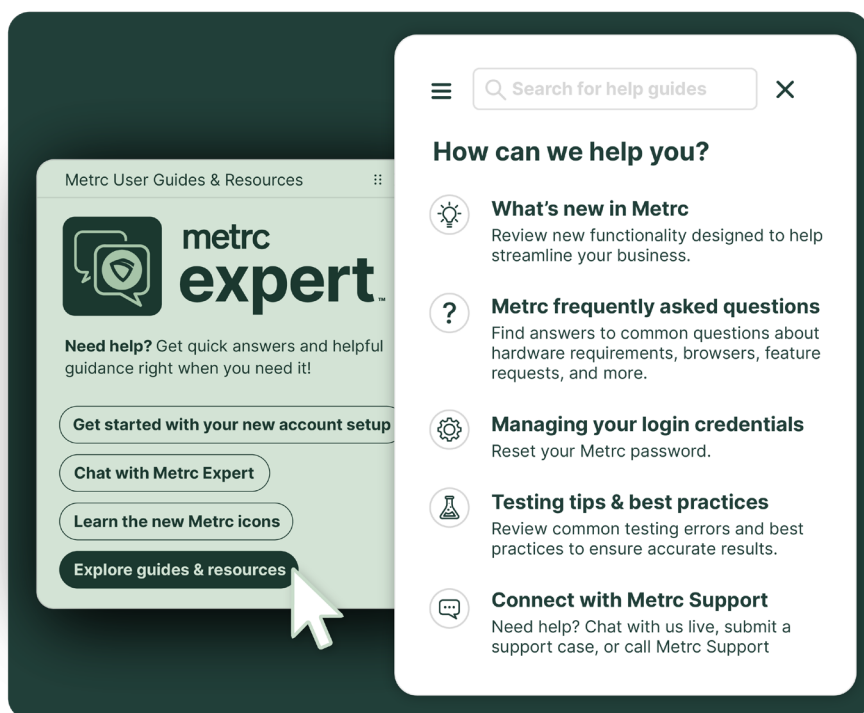 Metrc User Guides & Resources
metrc
expert™
Need help? Get quick answers and helpful
guidance right when you need it!
Get started with your new account setup
Chat with Metrc Expert
Learn the new Metrc icons
Explore guides & resources
Search for help guides
How can we help you?
What's new in Metrc
Review new functionality designed to help
streamline your business.
?
Metrc frequently asked questions
Find answers to common questions about
hardware requirements, browsers, feature
requests, and more.
Managing your login credentials
Reset your Metrc password.
Testing tips & best practices
Review common testing errors and best
practices to ensure accurate results.
Connect with Metrc Support
Need help? Chat with us live, submit a
support case, or call Metrc Support